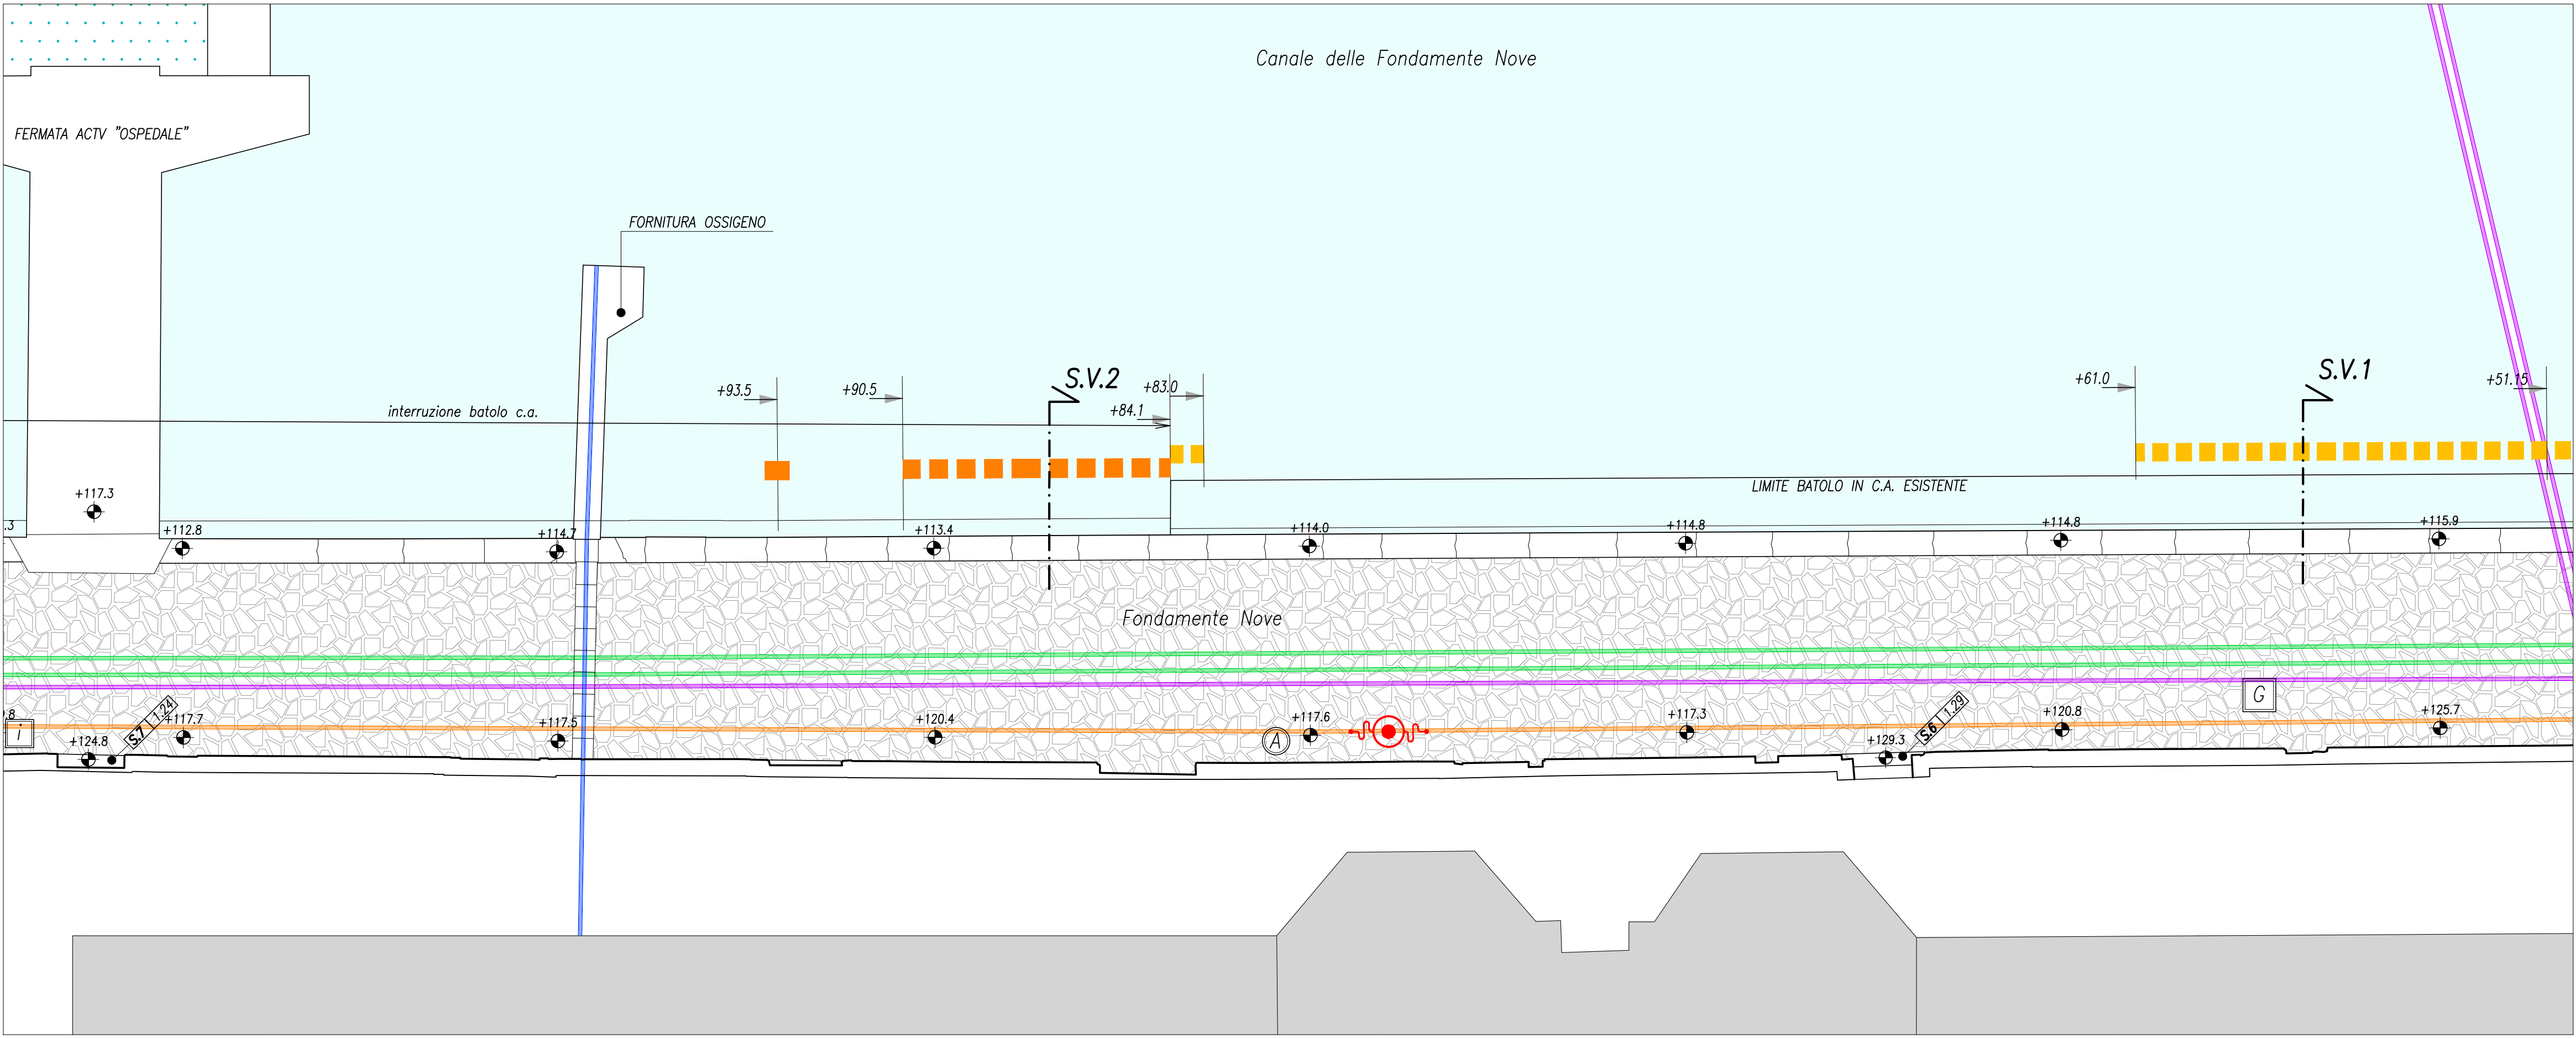 Canale delle Fondamente Nove
FERMATA ACTV "OSPEDALE"
FORNITURA OSSIGENO
S.V.2
S.V.1
+93.5
+90.5
+83.0
+61.0
+51.15
interruzione batolo c.a.
+84.1
LIMITE BATOLO IN C.A. ESISTENTE
+117.3
.3
+112.8
+114.7
+113.4
+114.0
+114.8
+114.8
+115.9
Fondamente Nove
G
S.7 1.24
S.6 1.29
.8
i
+117.7
+117.5
+120.4
A
+117.6
+117.3
+120.8
+125.7
+124.8
+129.3